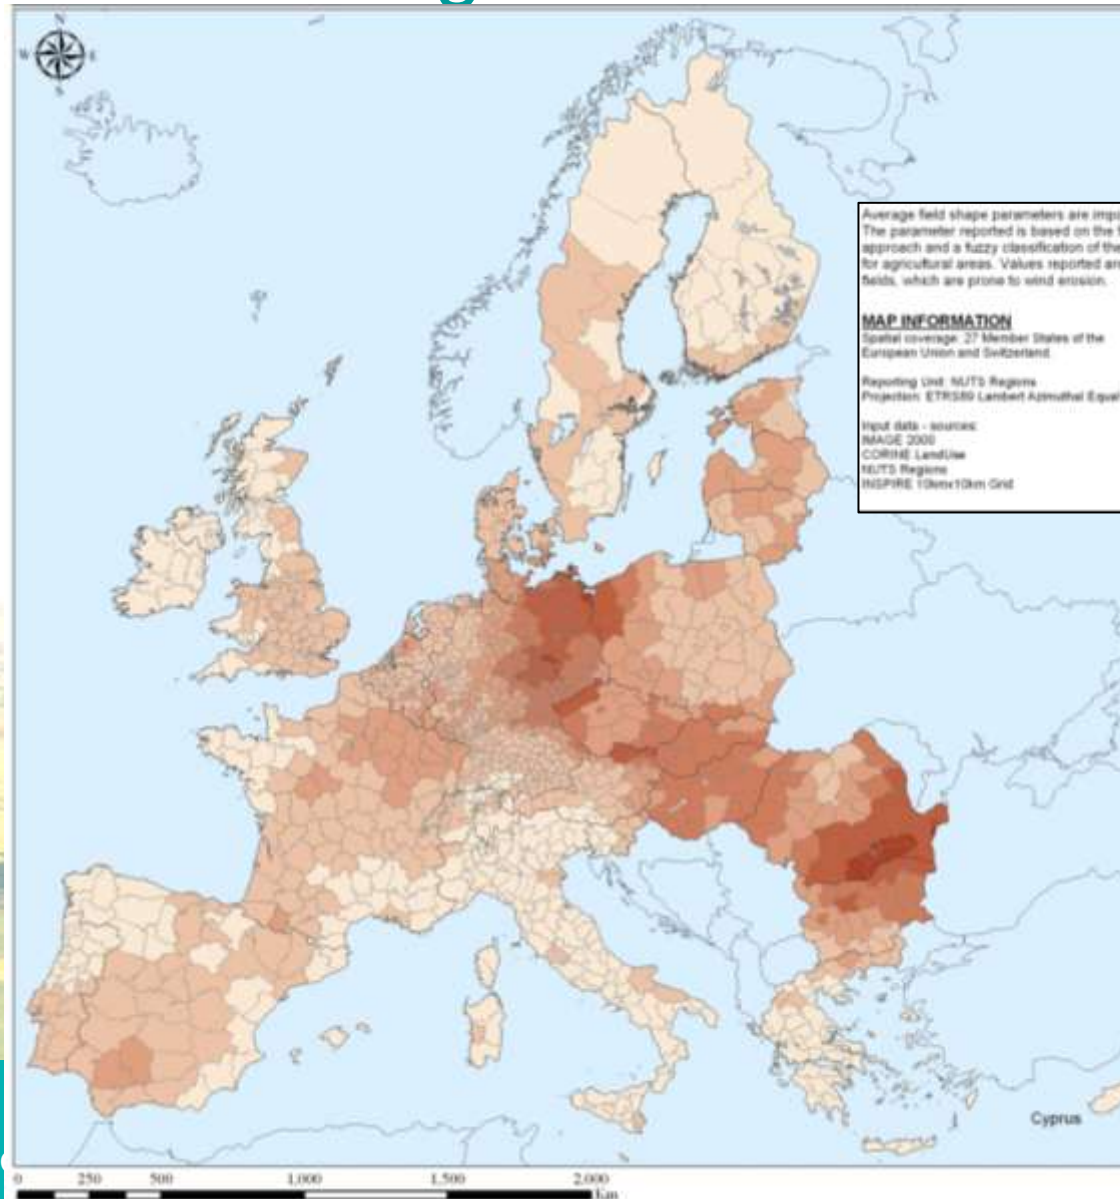 N
W E
S
Average field shape parameters are
The parameter reported is based on the
approach and a fuzzy classification of the
for agricultural areas. Values reported
fields, which are prone to wind erosion.
MAP INFORMATION
Spatial coverage: 27 Member States of the
European Union and Switzerland
Reporting Unit: NUTS Regions
Projection: ETRS89 Lambert Azimuthal Equal
Input data - sources:
IMAGE 2000
CORINE LandUse
NUTS Regions
INSPIRE 10kmx10km Grid
Cyprus
0 250 500 1,000 1,500 2,000
Km